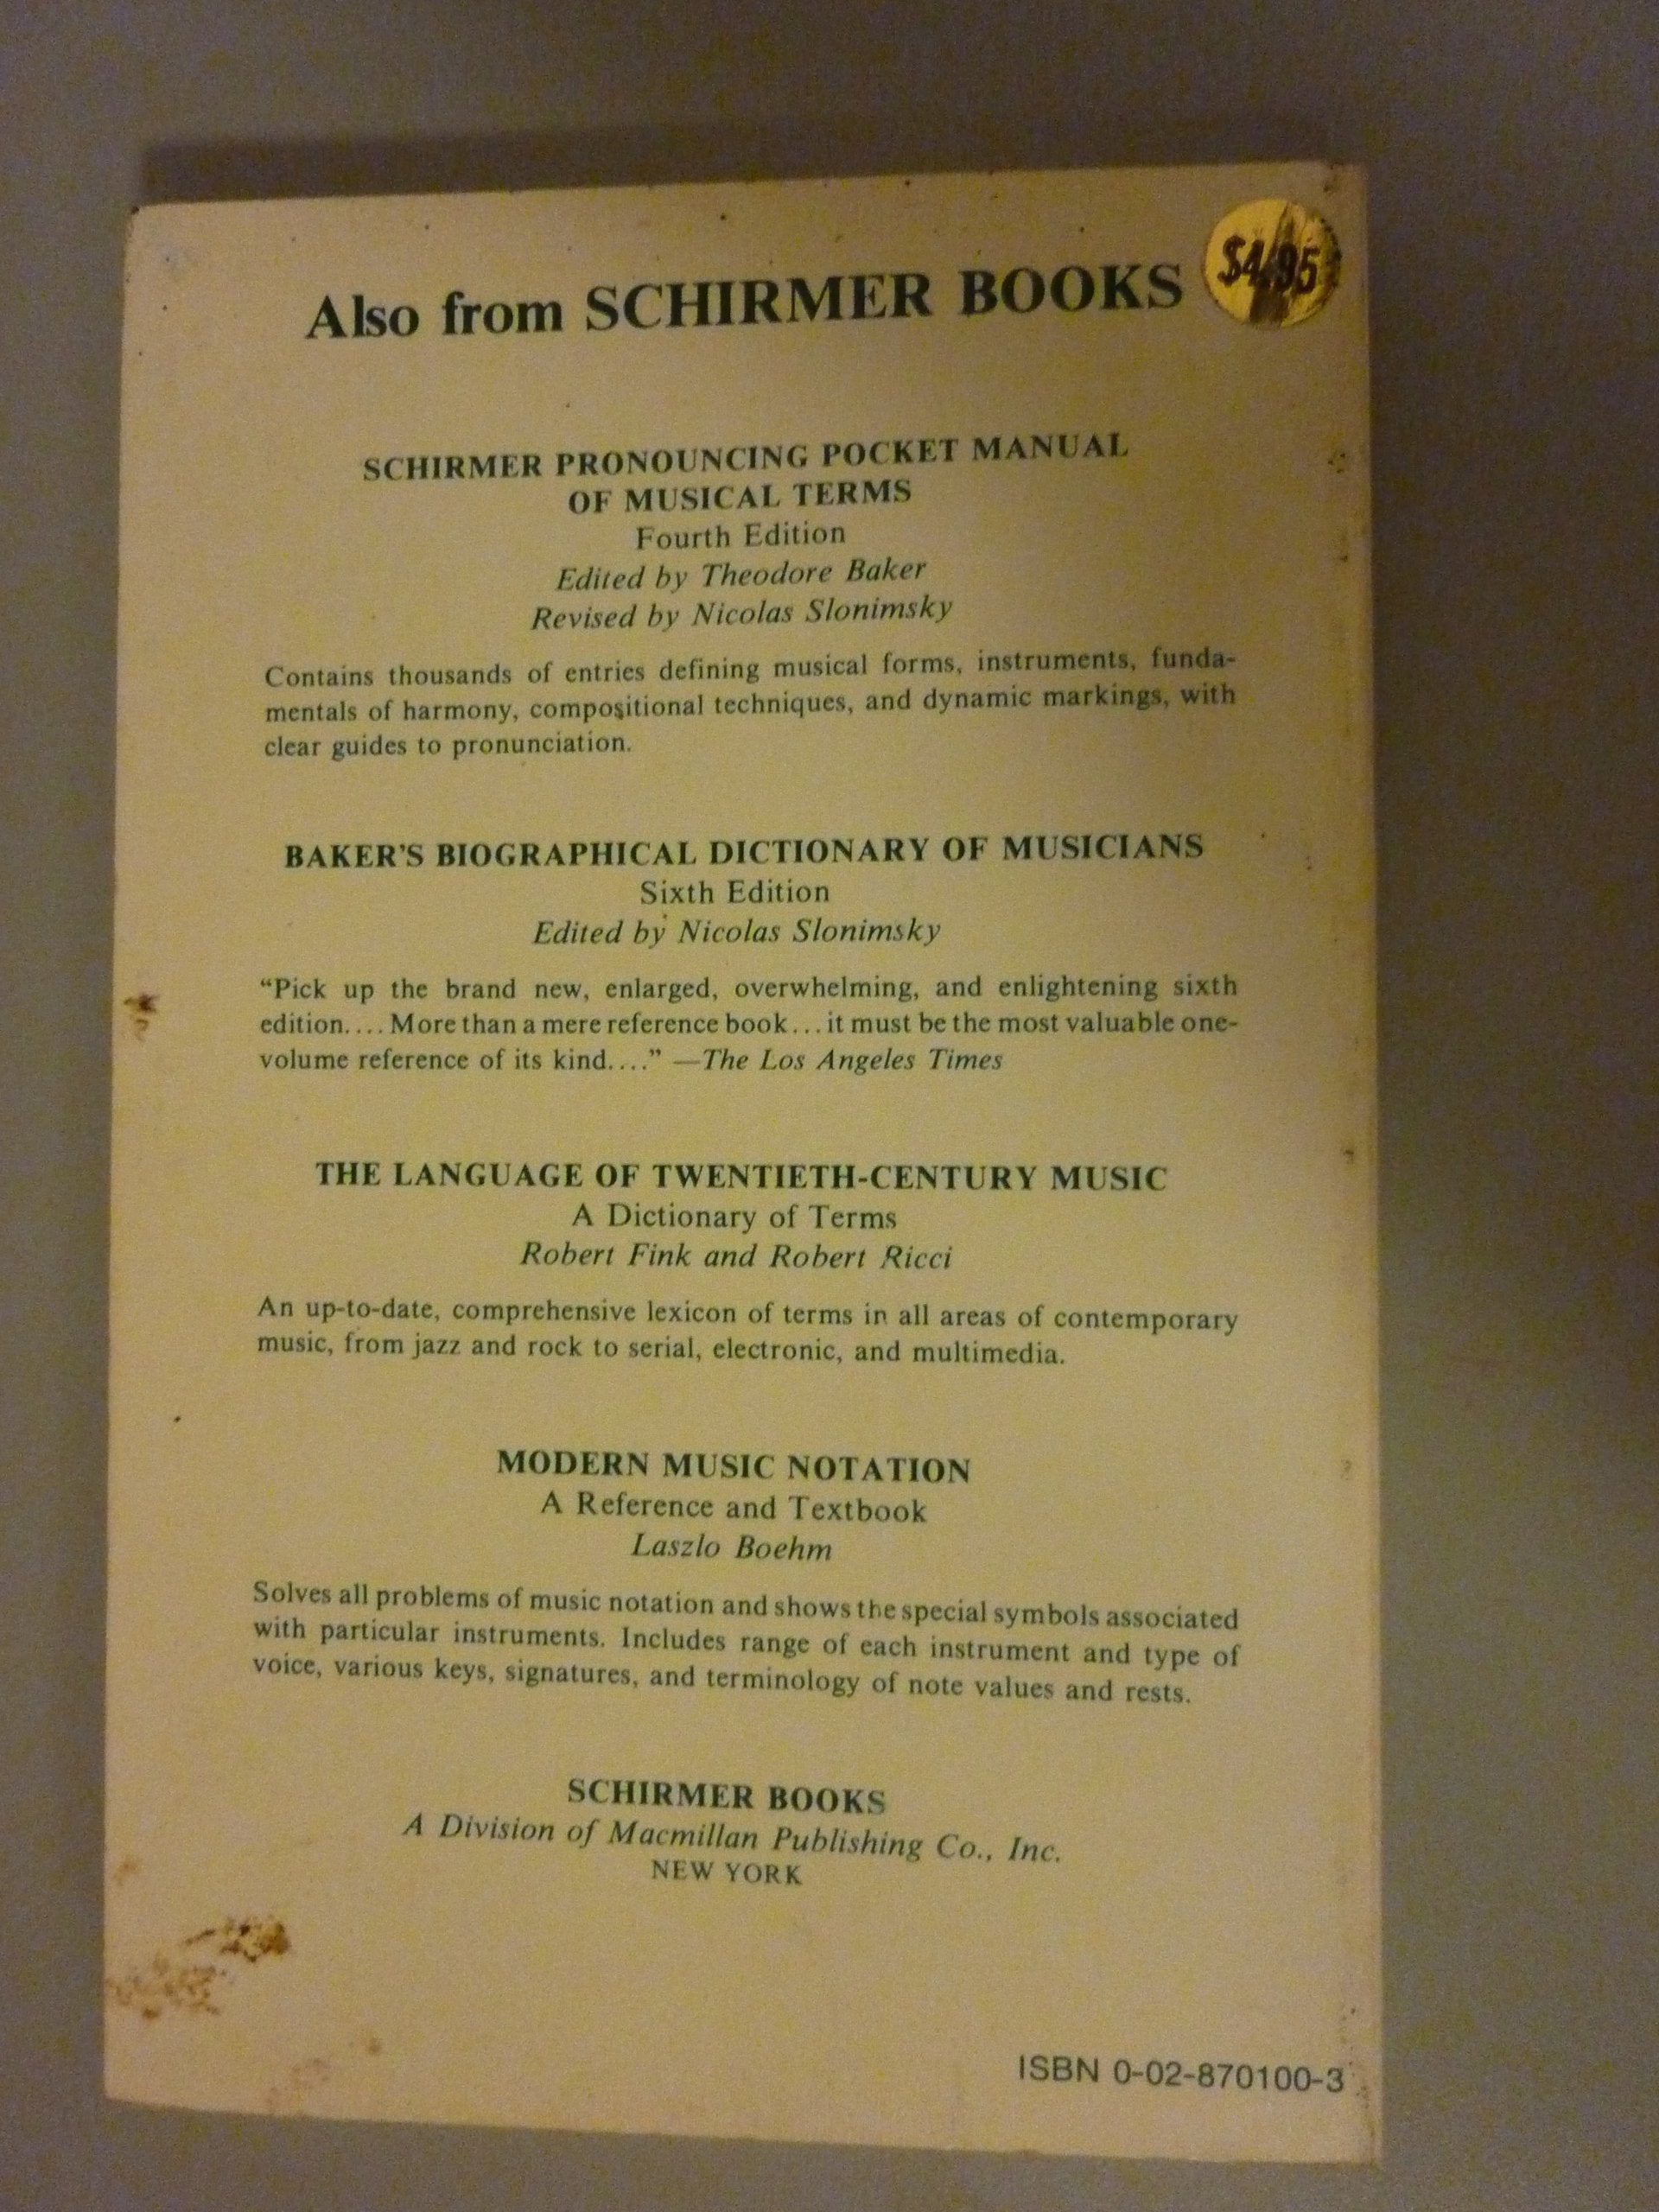 $4.95
Also from SCHIRMER BOOKS
SCHIRMER PRONOUNCING POCKET MANUAL
OF MUSICAL TERMS
Fourth Edition
Edited by Theodore Baker
Revised by Nicolas Slonimsky
Contains thousands of entries defining musical forms, instruments, funda-
mentals of harmony, compositional techniques, and dynamic markings, with
clear guides to pronunciation.
BAKER'S BIOGRAPHICAL DICTIONARY OF MUSICIANS
Sixth Edition
Edited by Nicolas Slonimsky
“Pick up the brand new, enlarged, overwhelming, and enlightening sixth
edition.... More than a mere reference book...it must be the most valuable one-
volume reference of its kind....” —The Los Angeles Times
THE LANGUAGE OF TWENTIETH-CENTURY MUSIC
A Dictionary of Terms
Robert Fink and Robert Ricci
An up-to-date, comprehensive lexicon of terms in all areas of contemporary
music, from jazz and rock to serial, electronic, and multimedia.
MODERN MUSIC NOTATION
A Reference and Textbook
Laszlo Boehm
Solves all problems of music notation and shows the special symbols associated
with particular instruments. Includes range of each instrument and type of
voice, various keys, signatures, and terminology of note values and rests.
SCHIRMER BOOKS
A Division of Macmillan Publishing Co., Inc.
NEW YORK
ISBN 0-02-870100-3